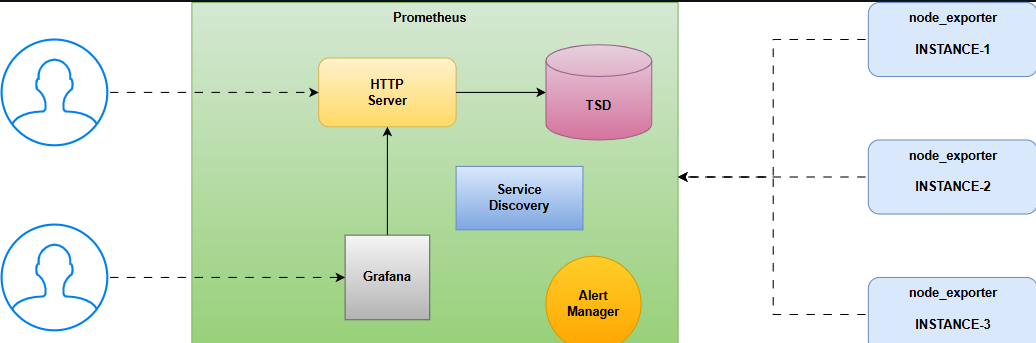 Prometheus
HTTP
Server
TSD
Service
Discovery
Grafana
Alert
Manager
node_exporter
INSTANCE-1
node_exporter
INSTANCE-2
node_exporter
INSTANCE-3